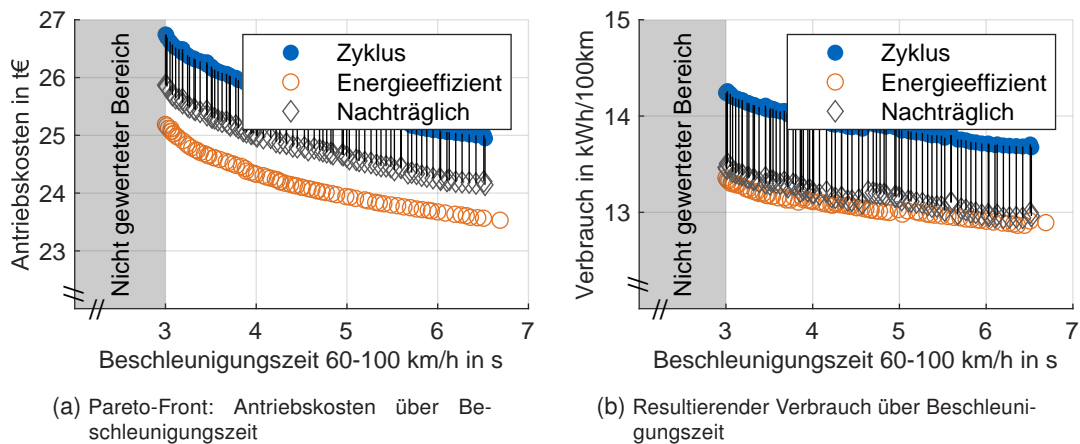 27
26
25
24
23
Antriebskosten in t€
Nicht gewerteter Bereich
Zyklus
Energieeffizient
Nachträglich
3 4 5 6 7
Beschleunigungszeit 60-100 km/h in s
(a) Pareto-Front: Antriebskosten über Be-
schleunigungszeit
15
14
13
Verbrauch in kWh/100km
Nicht gewerteter Bereich
Zyklus
Energieeffizient
Nachträglich
3 4 5 6 7
Beschleunigungszeit 60-100 km/h in s
(b) Resultierender Verbrauch über Beschleuni-
gungszeit